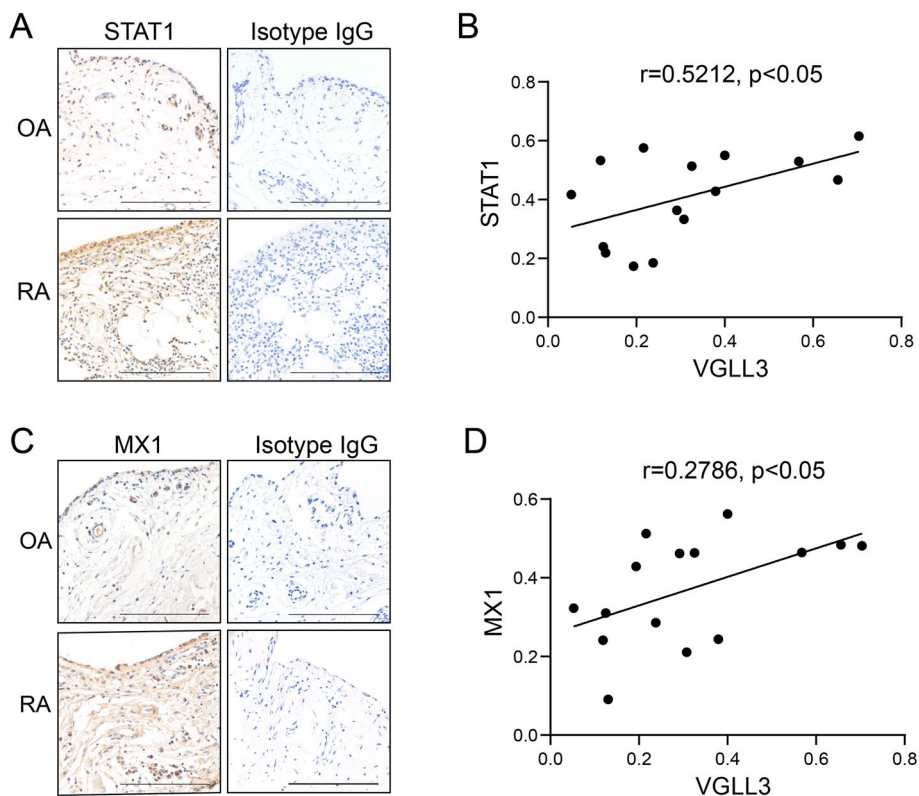 A
STAT1
Isotype IgG
OA
RA
B
r=0.5212, p<0.05
0.8
0.6
0.4
0.2
0.0
STAT1
0.0
0.2
0.4
0.6
0.8
VGLL3
C
MX1
Isotype IgG
OA
RA
D
r=0.2786, p<0.05
0.6
0.4
0.2
0.0
MX1
0.0
0.2
0.4
0.6
0.8
VGLL3